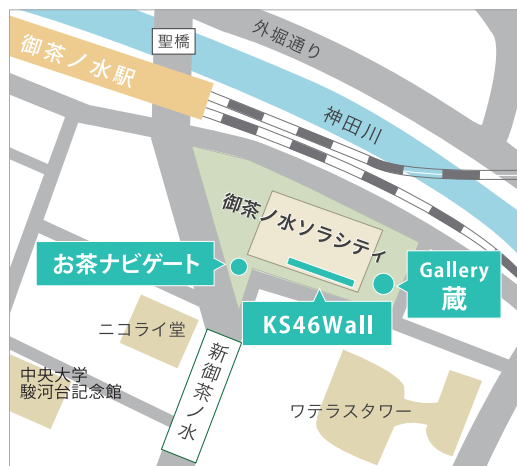 聖橋
外堀通り
御茶ノ水駅
神田川
御茶ノ水ソラシティ
お茶ナビゲート
Gallery
蔵
KS46Wall
ニコライ堂
新御茶ノ水
中央大学
駿河台記念館
ワテラスタワー